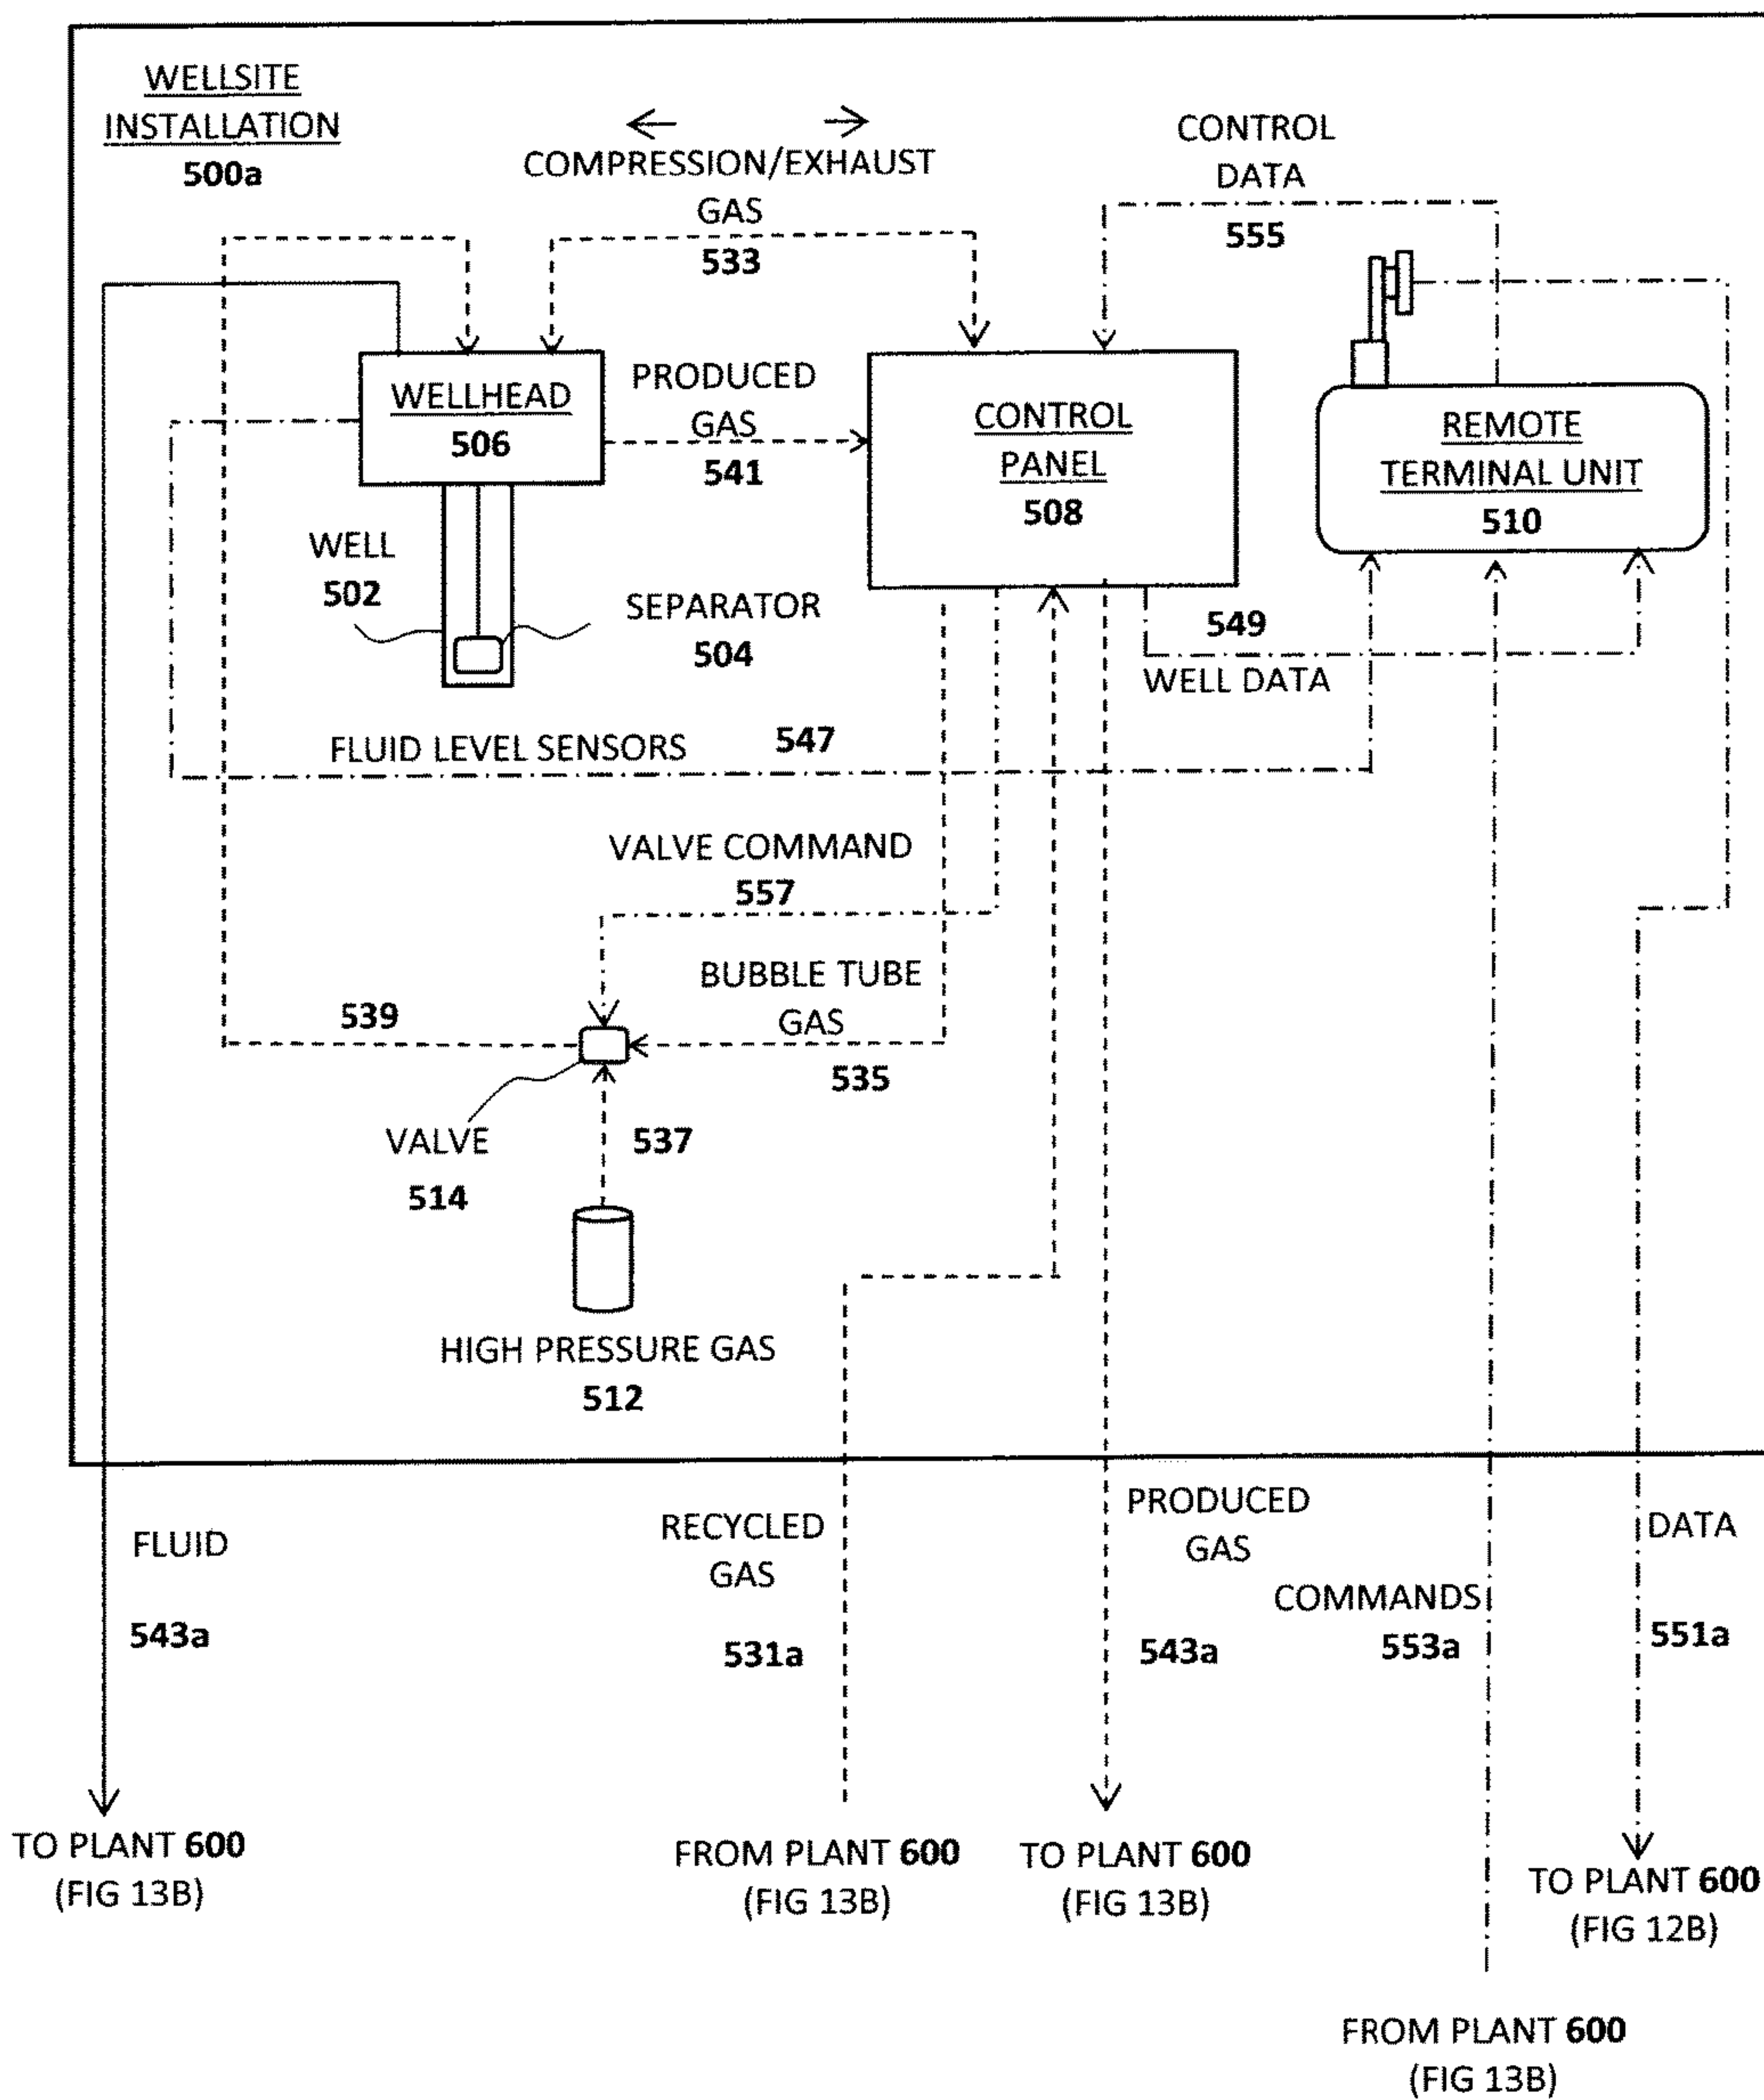 WELLSITE
INSTALLATION
500a
COMPRESSION/EXHAUST
GAS
533
CONTROL
DATA
555
WELLHEAD
506
PRODUCED
GAS
541
CONTROL
PANEL
508
REMOTE
TERMINAL UNIT
510
WELL
502
SEPARATOR
504
549
WELL DATA
FLUID LEVEL SENSORS 547
VALVE COMMAND
557
BUBBLE TUBE
GAS
535
539
VALVE
514
537
HIGH PRESSURE GAS
512
FLUID
543a
RECYCLED
GAS
531a
PRODUCED
GAS
543a
COMMANDS
553a
DATA
551a
TO PLANT 600
(FIG 13B)
FROM PLANT 600
(FIG 13B)
TO PLANT 600
(FIG 13B)
TO PLANT 600
(FIG 12B)
FROM PLANT 600
(FIG 13B)